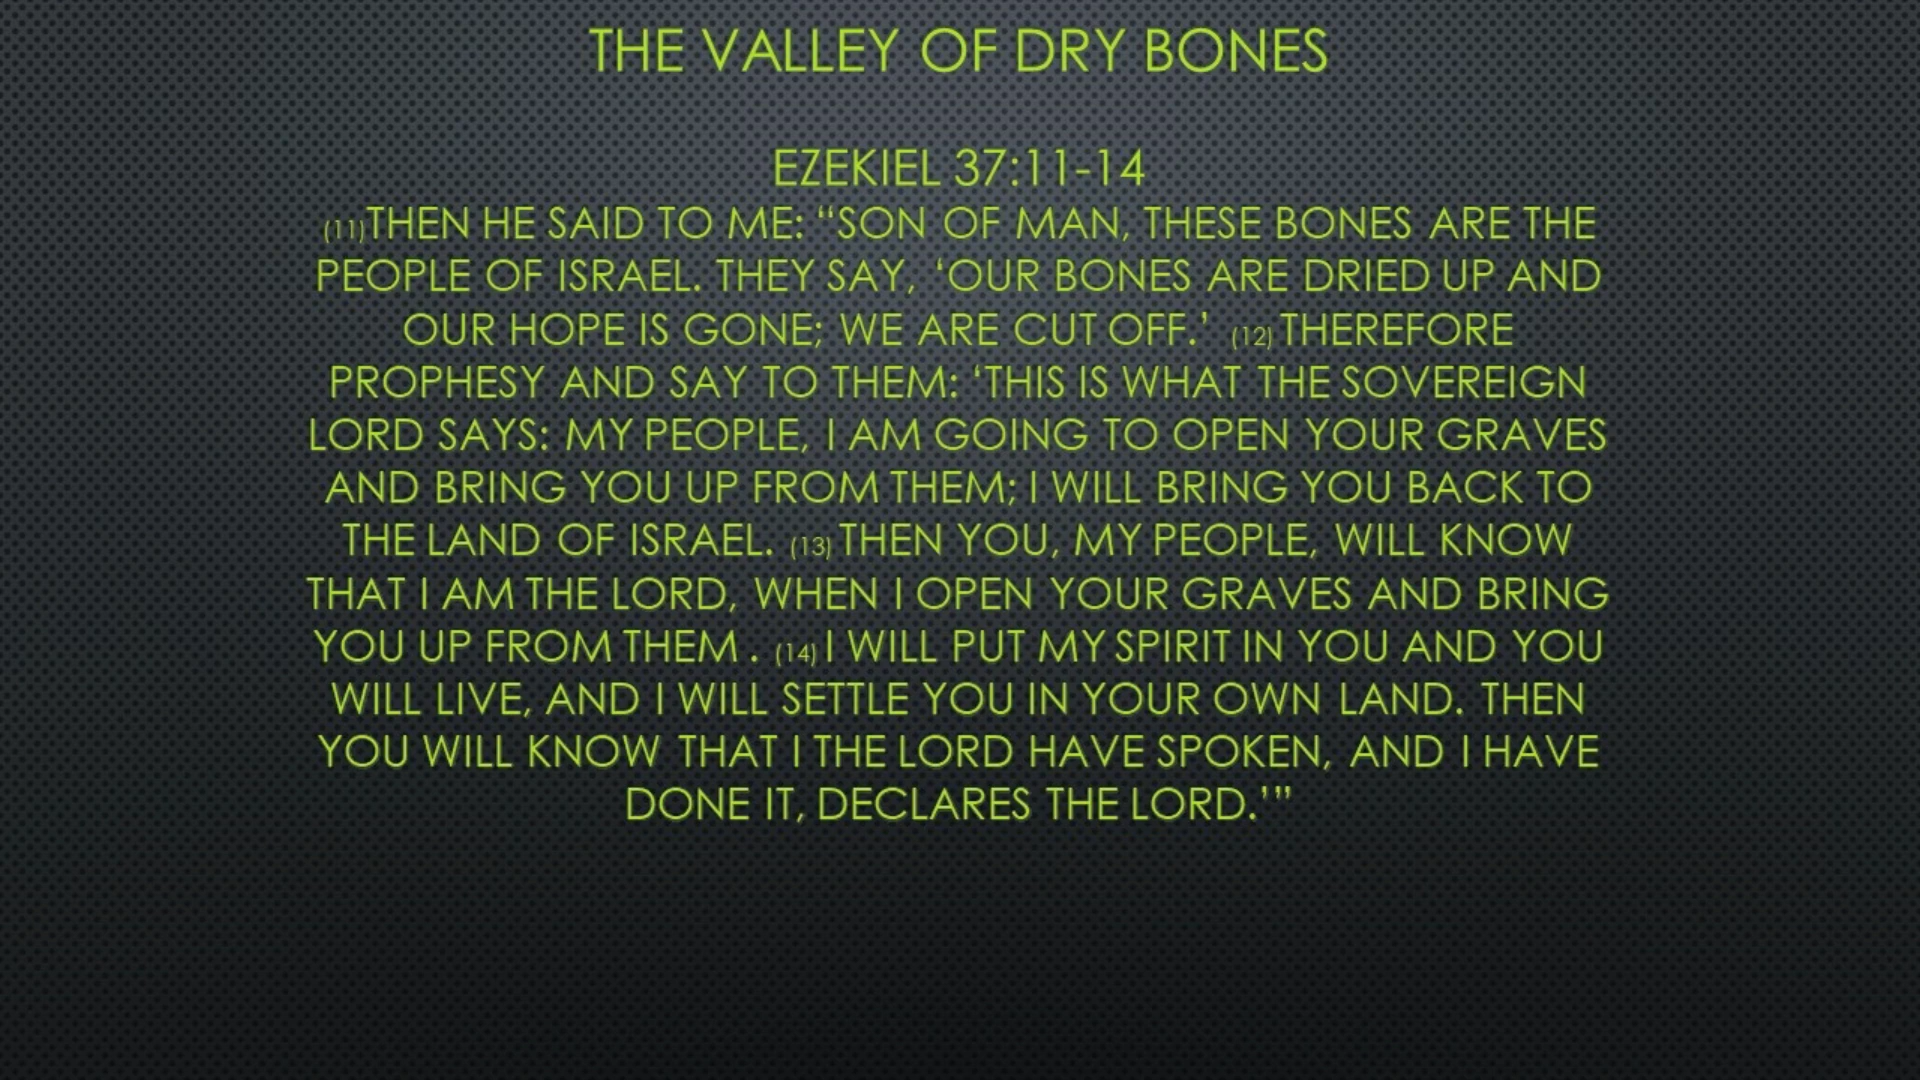 THE VALLEY OF DRY BONES
EZEKIEL 37:11-14
(11)THEN HE SAID TO ME: “SON OF MAN, THESE BONES ARE THE
PEOPLE OF ISRAEL. THEY SAY, ‘OUR BONES ARE DRIED UP AND
OUR HOPE IS GONE; WE ARE CUT OFF.’ (12) THEREFORE
PROPHESY AND SAY TO THEM: ‘THIS IS WHAT THE SOVEREIGN
LORD SAYS: MY PEOPLE, I AM GOING TO OPEN YOUR GRAVES
AND BRING YOU UP FROM THEM; I WILL BRING YOU BACK TO
THE LAND OF ISRAEL. (13) THEN YOU, MY PEOPLE, WILL KNOW
THAT I AM THE LORD, WHEN I OPEN YOUR GRAVES AND BRING
YOU UP FROM THEM . (14) I WILL PUT MY SPIRIT IN YOU AND YOU
WILL LIVE, AND I WILL SETTLE YOU IN YOUR OWN LAND. THEN
YOU WILL KNOW THAT I THE LORD HAVE SPOKEN, AND I HAVE
DONE IT, DECLARES THE LORD.’”